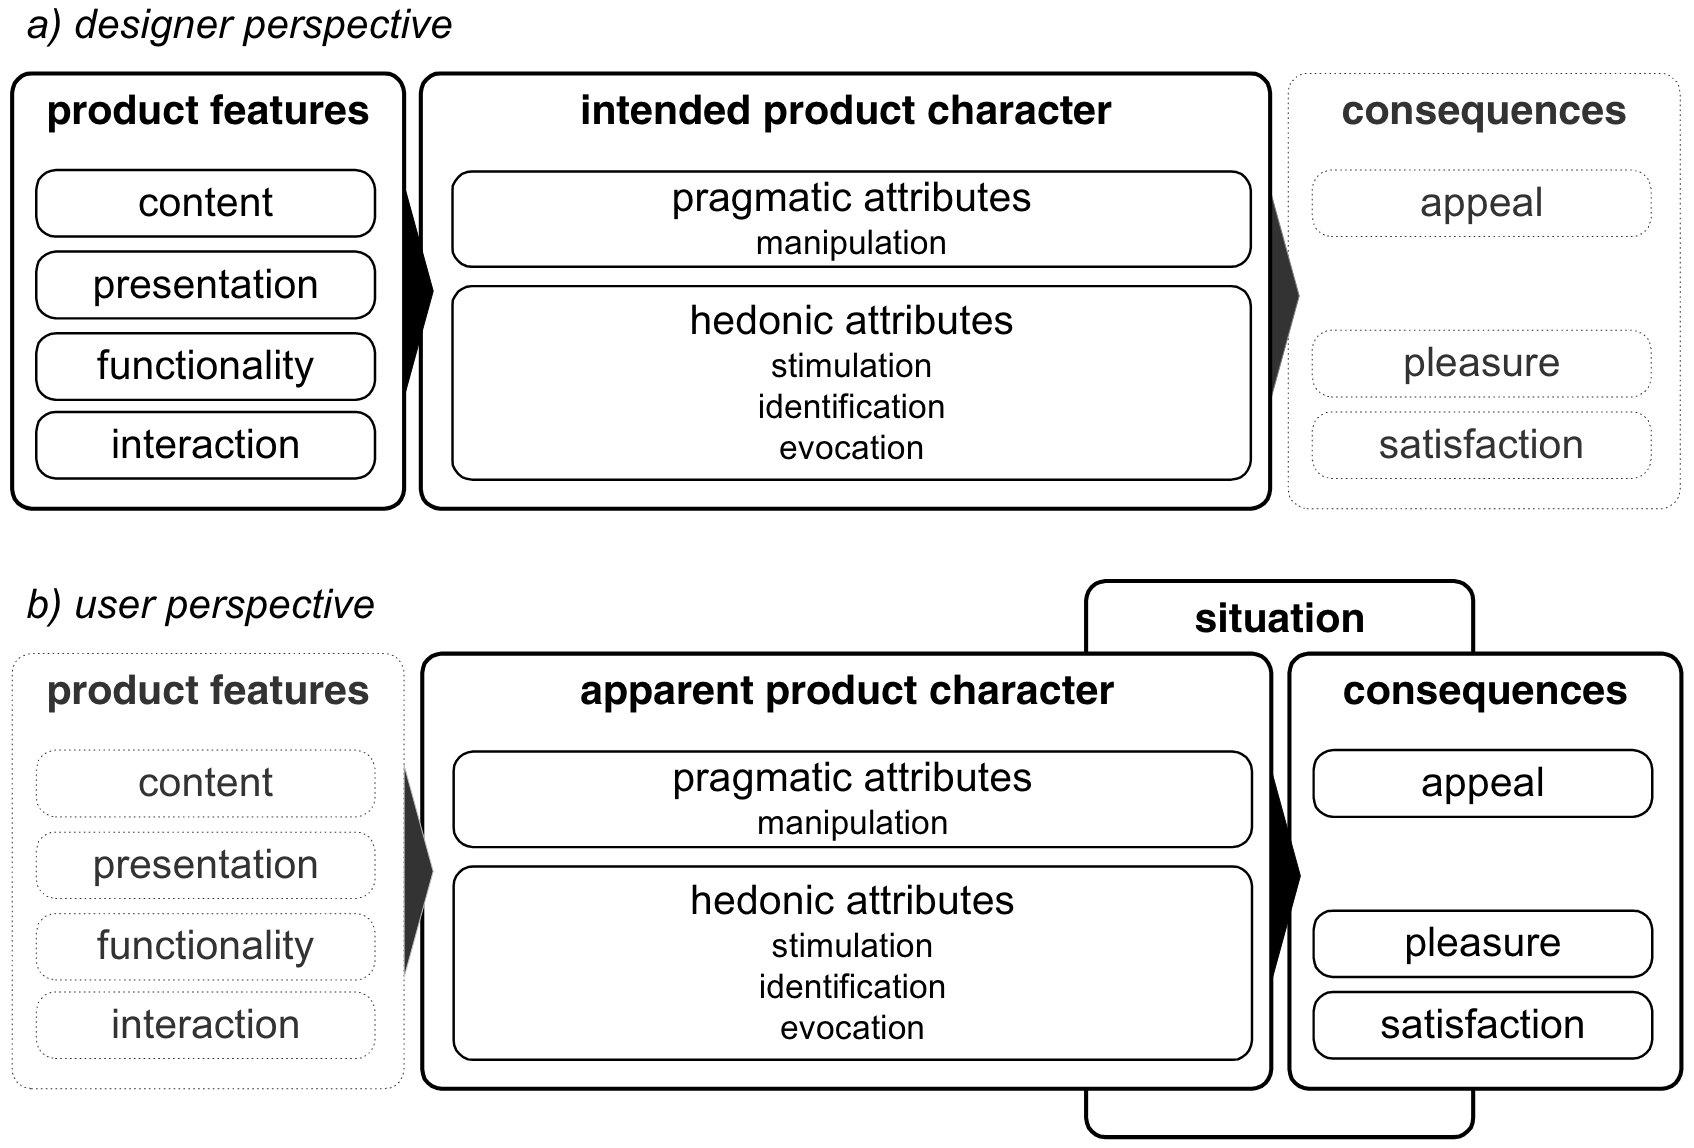 a) designer perspective
product features
content
presentation
functionality
interaction
intended product character
pragmatic attributes
manipulation
hedonic attributes
stimulation
identification
evocation
consequences
appeal
pleasure
satisfaction
b) user perspective
situation
product features
content
presentation
functionality
interaction
apparent product character
pragmatic attributes
manipulation
hedonic attributes
stimulation
identification
evocation
consequences
appeal
pleasure
satisfaction